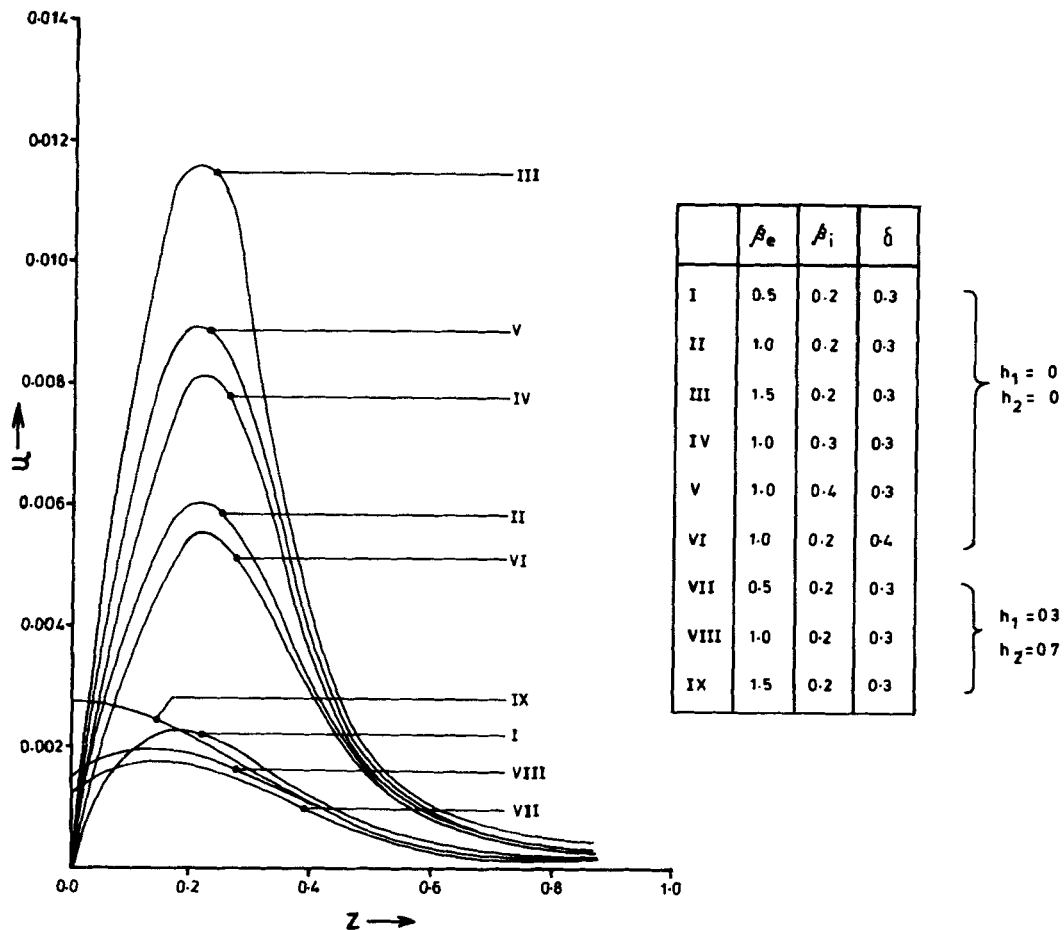 0.014
0.012
0.010
0.008
0.006
0.004
0.002
u
0.0 0.2 0.4 0.6 0.8 1.0
Z
III
V
IV
II
VI
IX
I
VIII
VII
βe βi δ
I 0.5 0.2 0.3
II 1.0 0.2 0.3
III 1.5 0.2 0.3
IV 1.0 0.3 0.3
V 1.0 0.4 0.3
VI 1.0 0.2 0.4
VII 0.5 0.2 0.3
VIII 1.0 0.2 0.3
IX 1.5 0.2 0.3
h1 = 0
h2 = 0
h1 = 0.3
h2 = 0.7